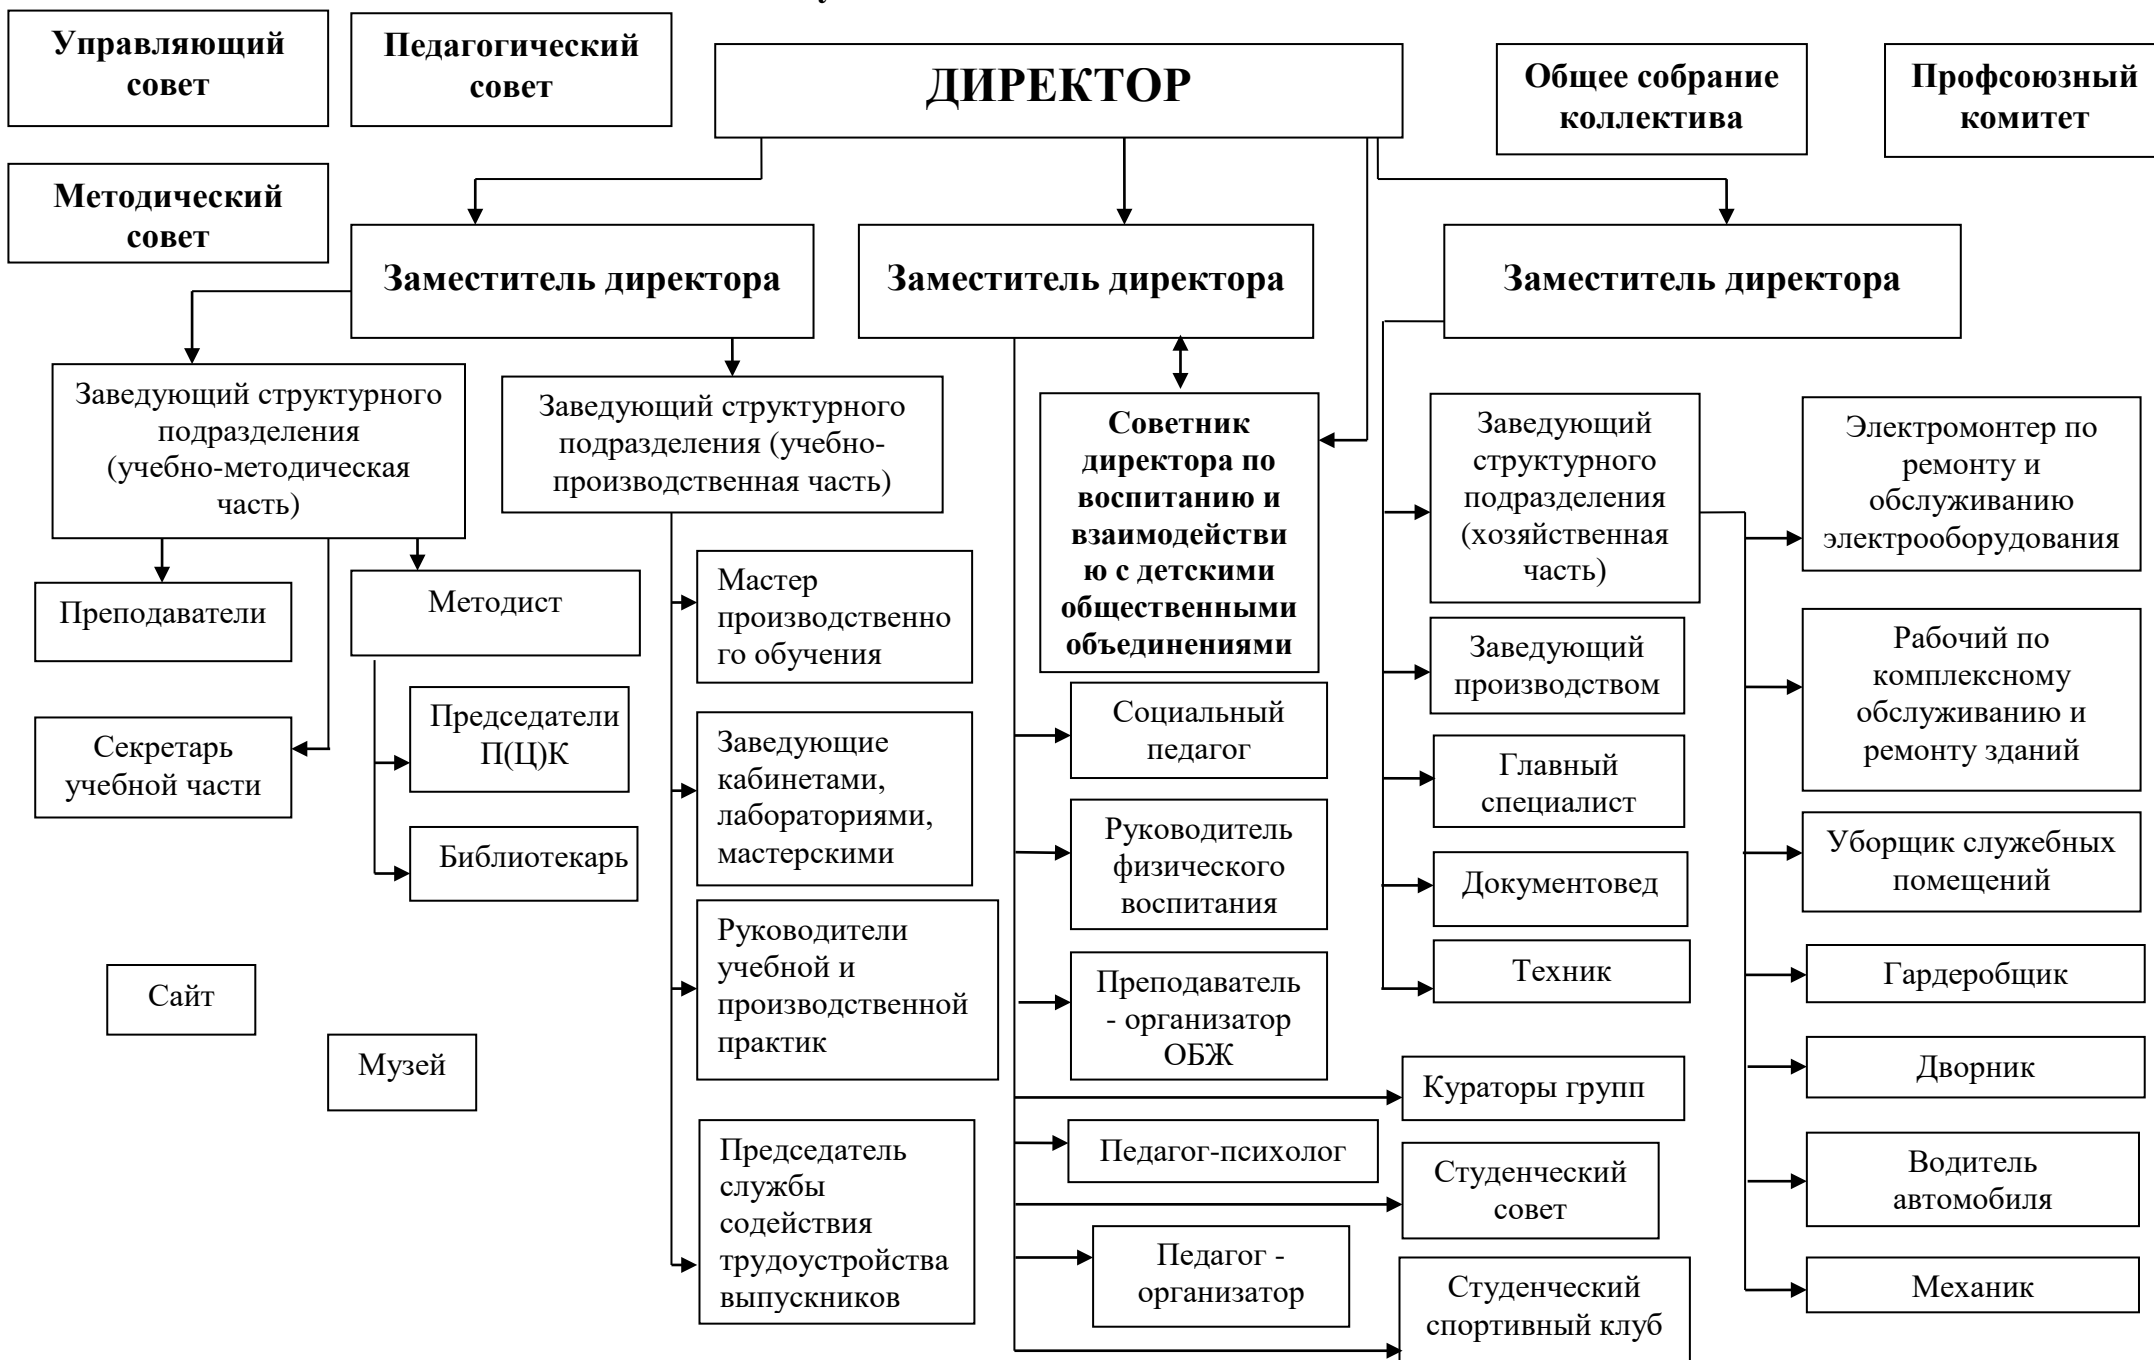 Управляющий
совет
Педагогический
совет
ДИРЕКТОР
Общее собрание
коллектива
Профсоюзный
комитет
Методический
совет
Заместитель директора
Заместитель директора
Заместитель директора
Заведующий структурного
подразделения
(учебно-методическая
часть)
Заведующий структурного
подразделения (учебно-
производственная часть)
Советник
директора по
воспитанию и
взаимодействи
ю с детскими
общественными
объединениями
Заведующий
структурного
подразделения
(хозяйственная
часть)
Электромонтер по
ремонту и
обслуживанию
электрооборудования
Преподаватели
Методист
Мастер
производственно
го обучения
Заведующий
производством
Рабочий по
комплексному
обслуживанию и
ремонту зданий
Секретарь
учебной части
Председатели
П(Ц)К
Заведующие
кабинетами,
лабораториями,
мастерскими
Социальный
педагог
Главный
специалист
Библиотекарь
Руководитель
физического
воспитания
Документовед
Уборщик служебных
помещений
Руководители
учебной и
производственной
практик
Преподаватель
- организатор
ОБЖ
Техник
Гардеробщик
Сайт
Музей
Кураторы групп
Дворник
Председатель
службы
содействия
трудоустройства
выпускников
Педагог-психолог
Студенческий
совет
Водитель
автомобиля
Педагог -
организатор
Студенческий
спортивный клуб
Механик